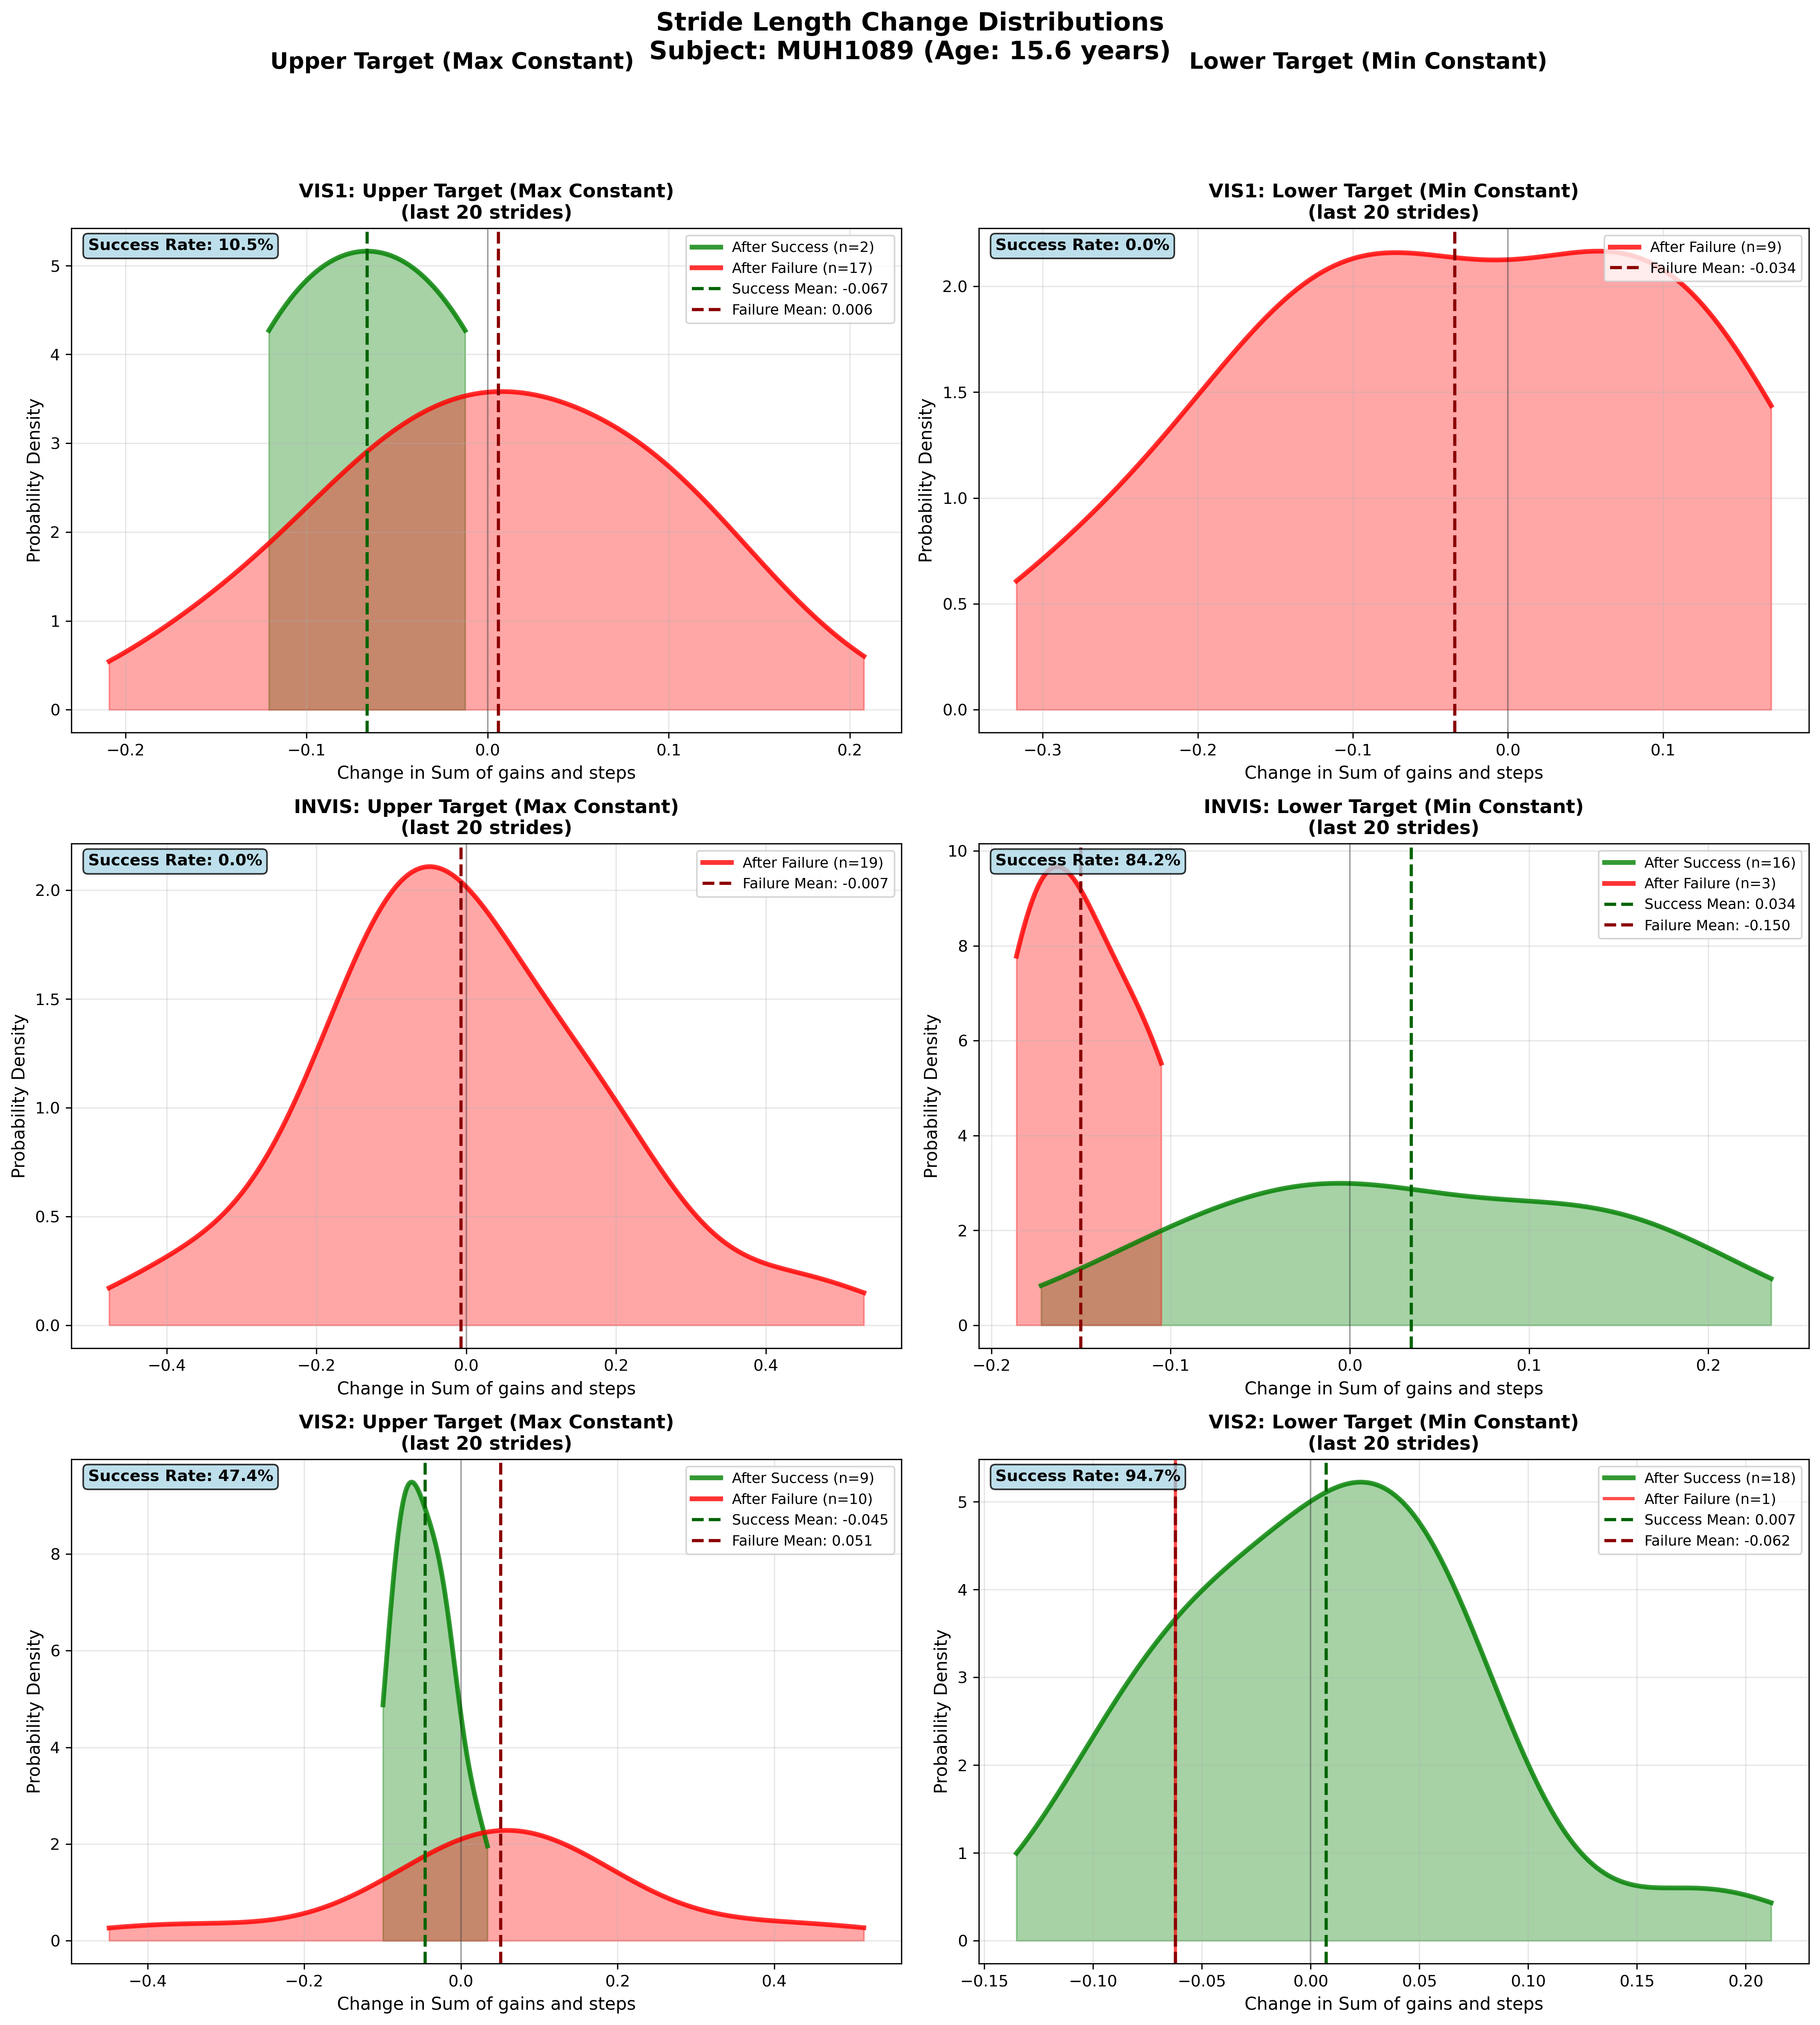 Stride Length Change Distributions
Subject: MUH1089 (Age: 15.6 years)
Upper Target (Max Constant)
Lower Target (Min Constant)
VIS1: Upper Target (Max Constant)
(last 20 strides)
Success Rate: 10.5%
After Success (n=2)
After Failure (n=17)
Success Mean: -0.067
Failure Mean: 0.006
Probability Density
5
4
3
2
1
0
−0.2
−0.1
0.0
0.1
0.2
Change in Sum of gains and steps
VIS1: Lower Target (Min Constant)
(last 20 strides)
Success Rate: 0.0%
After Failure (n=9)
Failure Mean: -0.034
Probability Density
2.0
1.5
1.0
0.5
0.0
−0.3
−0.2
−0.1
0.0
0.1
Change in Sum of gains and steps
INVIS: Upper Target (Max Constant)
(last 20 strides)
Success Rate: 0.0%
After Failure (n=19)
Failure Mean: -0.007
Probability Density
2.0
1.5
1.0
0.5
0.0
−0.4
−0.2
0.0
0.2
0.4
Change in Sum of gains and steps
INVIS: Lower Target (Min Constant)
(last 20 strides)
Success Rate: 84.2%
After Success (n=16)
After Failure (n=3)
Success Mean: 0.034
Failure Mean: -0.150
Probability Density
10
8
6
4
2
0
−0.2
−0.1
0.0
0.1
0.2
Change in Sum of gains and steps
VIS2: Upper Target (Max Constant)
(last 20 strides)
Success Rate: 47.4%
After Success (n=9)
After Failure (n=10)
Success Mean: -0.045
Failure Mean: 0.051
Probability Density
8
6
4
2
0
−0.4
−0.2
0.0
0.2
0.4
Change in Sum of gains and steps
VIS2: Lower Target (Min Constant)
(last 20 strides)
Success Rate: 94.7%
After Success (n=18)
After Failure (n=1)
Success Mean: 0.007
Failure Mean: -0.062
Probability Density
5
4
3
2
1
0
−0.15
−0.10
−0.05
0.00
0.05
0.10
0.15
0.20
Change in Sum of gains and steps